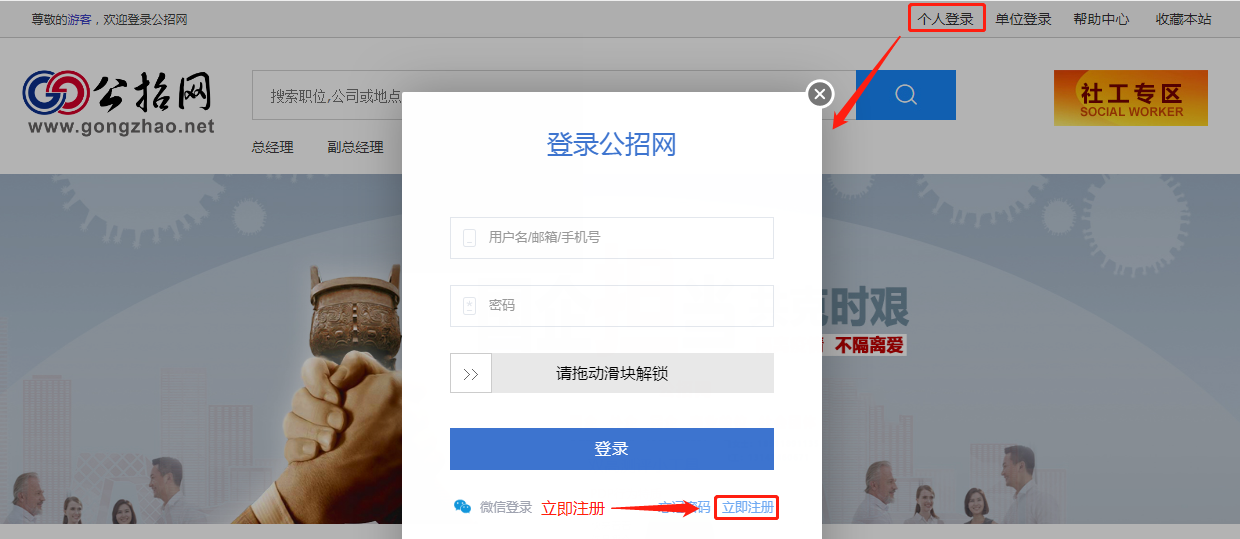 尊敬的游客，欢迎登录公招网
个人登录 单位登录 帮助中心 收藏本站
公招网
www.gongzhao.net
搜索职位,公司或地点
社工专区
SOCIAL WORKER
总经理 副总经理
登录公招网
用户名/邮箱/手机号
密码
时艰
不隔离爱
请拖动滑块解锁
登录
微信登录 立即注册 忘记密码 立即注册